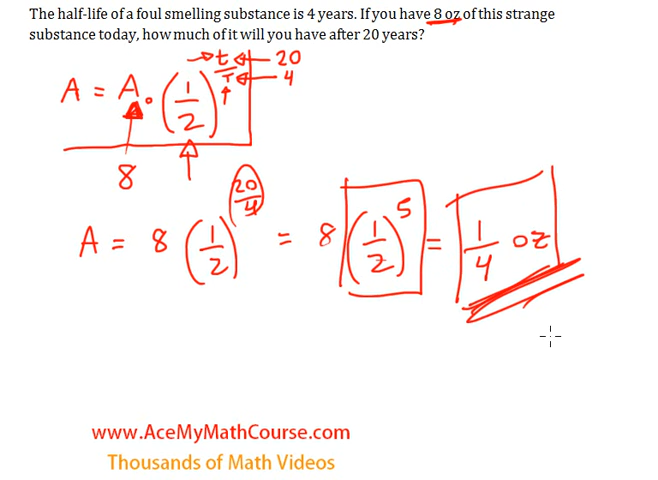 The half-life of a foul smelling substance is 4 years. If you have 8 oz of this strange
substance today, how much of it will you have after 20 years?
A = A₀ (1/2)^(t/T) t ← 20
T ← 4
8
A = 8 (1/2)^(20/4) = 8 (1/2)^5 = 1/4 oz
www.AceMyMathCourse.com
Thousands of Math Videos